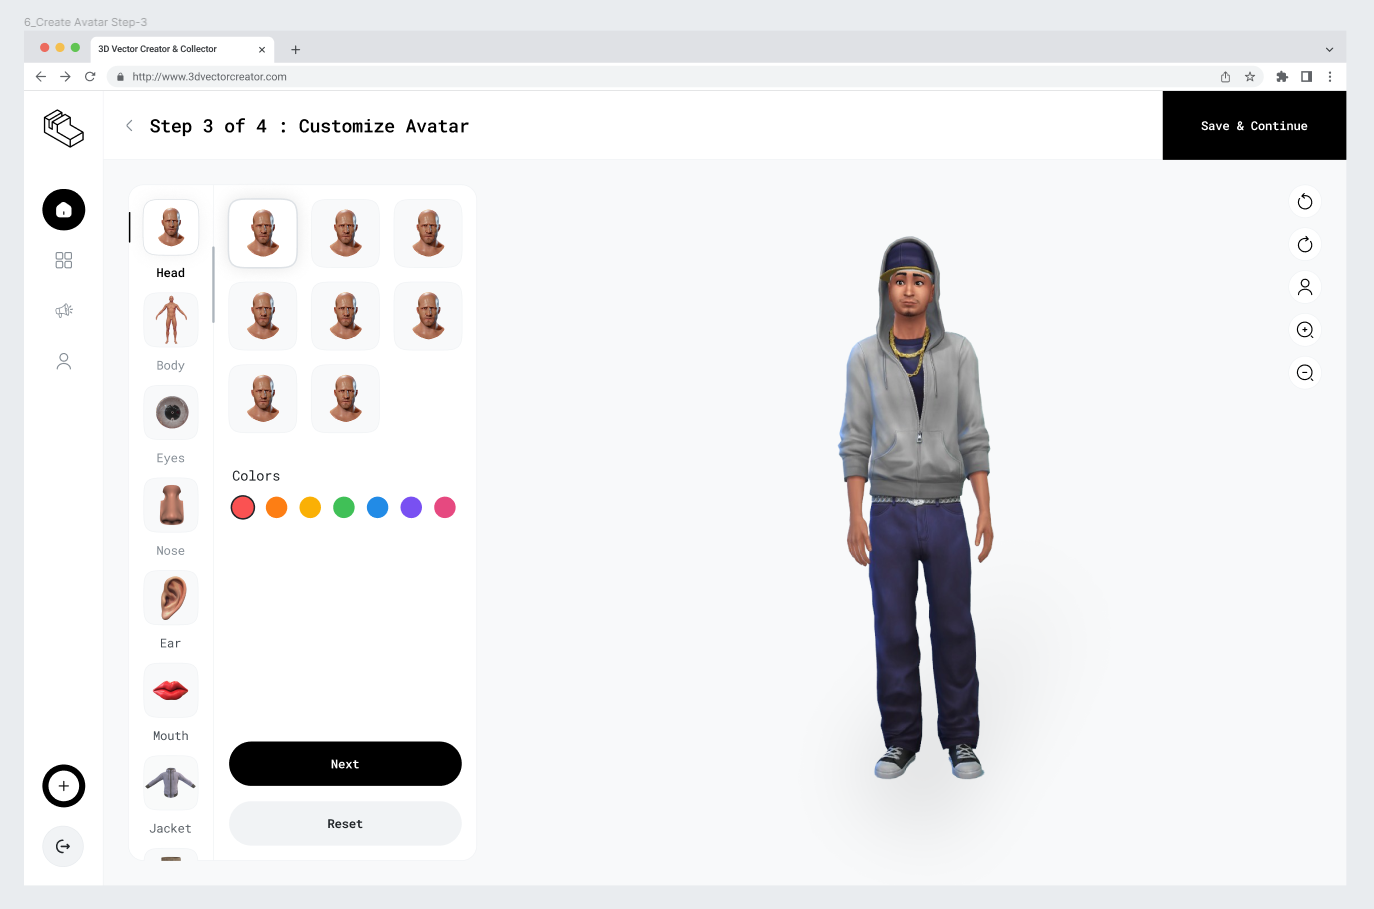 6_Create Avatar Step-3
3D Vector Creator & Collector
http://www.3dvectorcreator.com
Step 3 of 4 : Customize Avatar
Save & Continue
Head
Body
Eyes
Nose
Ear
Mouth
Jacket
Colors
Next
Reset